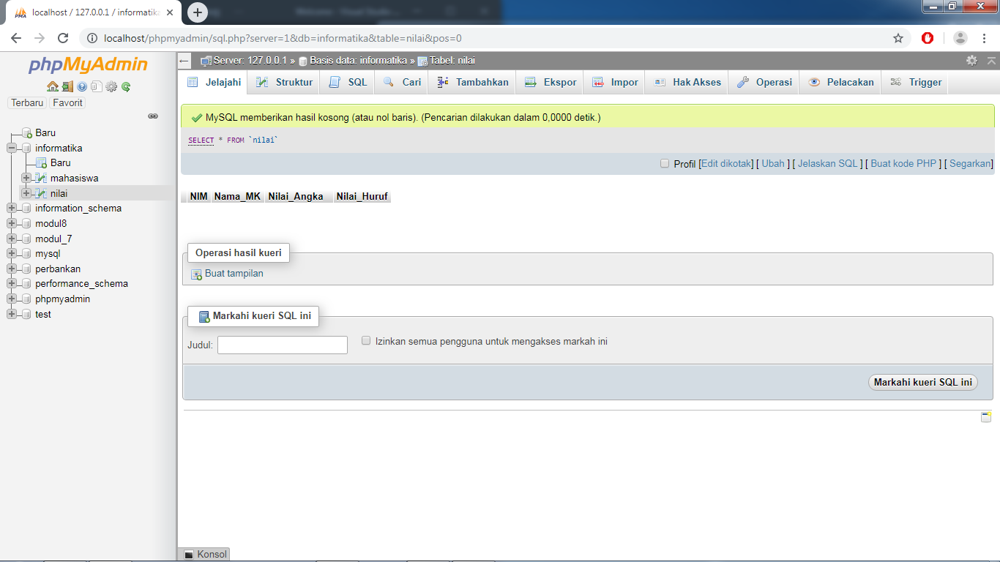 localhost / 127.0.0.1 / informatika
localhost/phpmyadmin/sql.php?server=1&db=informatika&table=nilai&pos=0
phpMyAdmin
Terbaru Favorit
Baru
informatika
Baru
mahasiswa
nilai
information_schema
modul8
modul_7
mysql
perbankan
performance_schema
phpmyadmin
test
Server: 127.0.0.1 » Basis data: informatika » Tabel: nilai
Jelajahi Struktur SQL Cari Tambahkan Ekspor Impor Hak Akses Operasi Pelacakan Trigger
MySQL memberikan hasil kosong (atau nol baris). (Pencarian dilakukan dalam 0,0000 detik.)
SELECT * FROM `nilai`
Profil [Edit dikotak] [ Ubah ] [ Jelaskan SQL ] [ Buat kode PHP ] [ Segarkan]
NIM Nama_MK Nilai_Angka Nilai_Huruf
Operasi hasil kueri
Buat tampilan
Markahi kueri SQL ini
Judul: Izinkan semua pengguna untuk mengakses markah ini
Markahi kueri SQL ini
Konsol